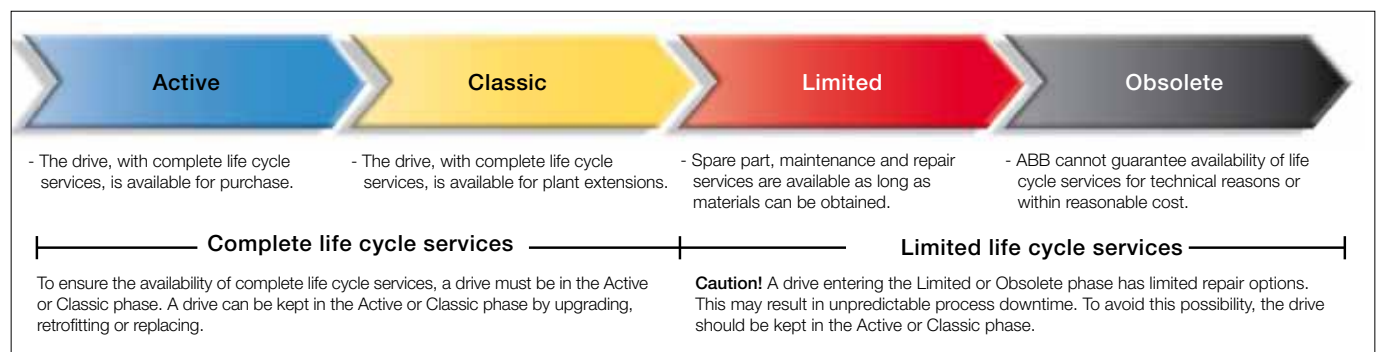 Active
Classic
Limited
Obsolete
- The drive, with complete life cycle
services, is available for purchase.
- The drive, with complete life cycle
services, is available for plant extensions.
- Spare part, maintenance and repair
services are available as long as
materials can be obtained.
- ABB cannot guarantee availability of life
cycle services for technical reasons or
within reasonable cost.
Complete life cycle services
To ensure the availability of complete life cycle services, a drive must be in the Active
or Classic phase. A drive can be kept in the Active or Classic phase by upgrading,
retrofitting or replacing.
Limited life cycle services
Caution! A drive entering the Limited or Obsolete phase has limited repair options.
This may result in unpredictable process downtime. To avoid this possibility, the drive
should be kept in the Active or Classic phase.